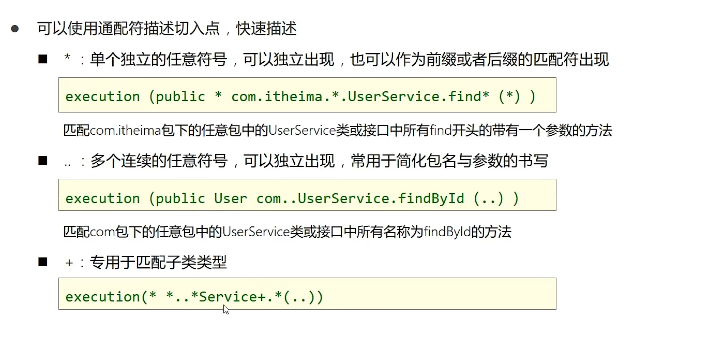 可以使用通配符描述切入点，快速描述
* ：单个独立的任意符号，可以独立出现，也可以作为前缀或者后缀的匹配符出现
execution (public * com.itheima.*.UserService.find* (*) )
匹配com.itheima包下的任意包中的UserService类或接口中所有find开头的带有一个参数的方法
.. ：多个连续的任意符号，可以独立出现，常用于简化包名与参数的书写
execution (public User com..UserService.findById (..) )
匹配com包下的任意包中的UserService类或接口中所有名称为findById的方法
+ ：专用于匹配子类类型
execution(* *..*Service+.*(..))